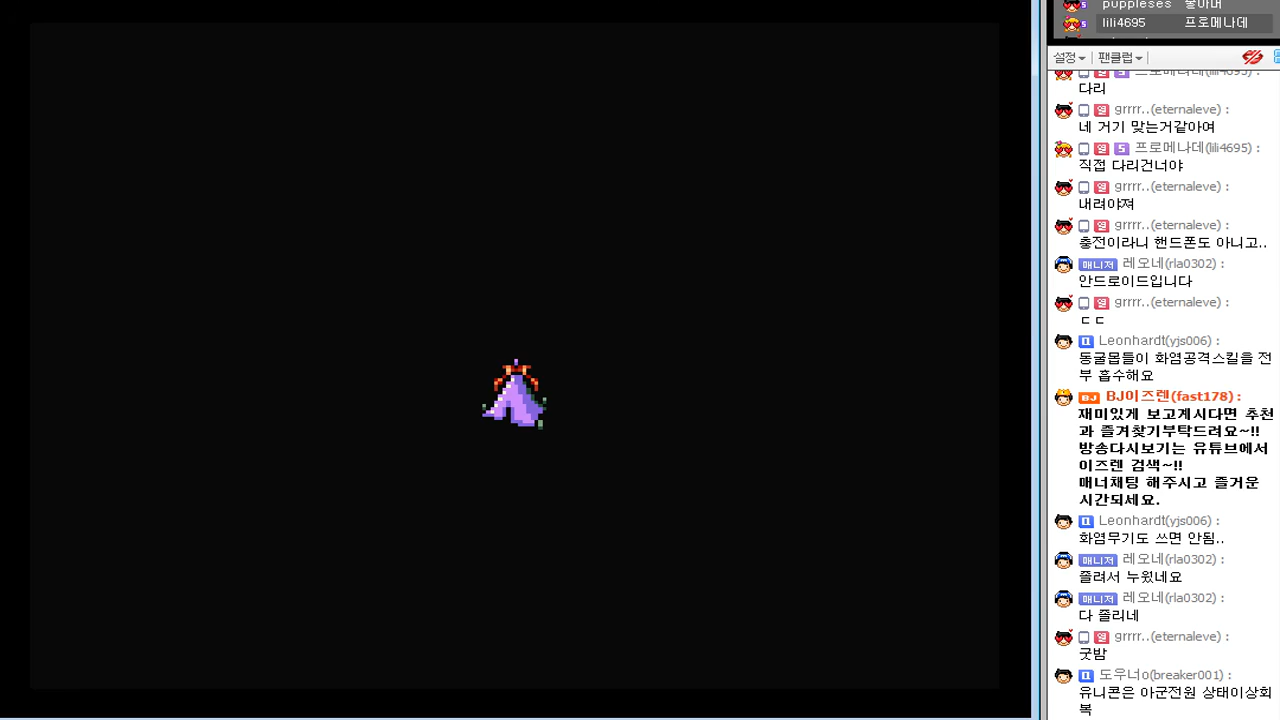 puppleses 쫗아머
lili4695 프로메나데
설정 팬클럽
프로메나데(lili4695) :
다리
grrrr..(eternaleve) :
네 거기 맞는거같아여
프로메나데(lili4695) :
직접 다리건너야
grrrr..(eternaleve) :
내려야져
grrrr..(eternaleve) :
충전이라니 핸드폰도 아니고..
매니저 레오네(rla0302) :
안드로이드입니다
grrrr..(eternaleve) :
ㄷㄷ
Leonhardt(yjs006) :
동굴몹들이 화염공격스킬을 전
부 흡수해요
BJ BJ이즈렌(fast178) :
재미있게 보고계시다면 추천
과 즐겨찾기부탁드려요~!!
방송다시보기는 유튜브에서
이즈렌 검색~!!
매너채팅 해주시고 즐거운
시간되세요.
Leonhardt(yjs006) :
화염무기도 쓰면 안됨..
매니저 레오네(rla0302) :
졸려서 누웠네요
매니저 레오네(rla0302) :
다 졸리네
grrrr..(eternaleve) :
굿밤
도우너o(breaker001) :
유니콘은 아군전원 상태이상회
복